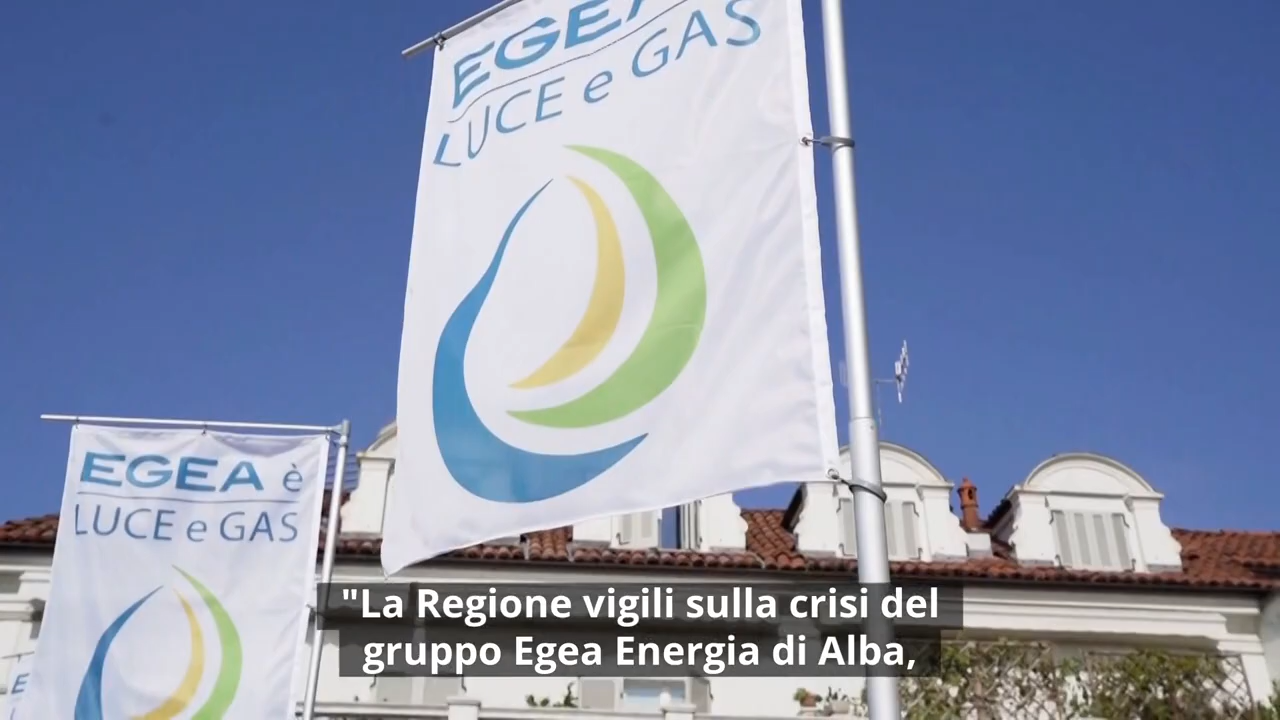 EGEA
LUCE e GAS
EGEA è
LUCE e GAS
E
"La Regione vigili sulla crisi del
gruppo Egea Energia di Alba,